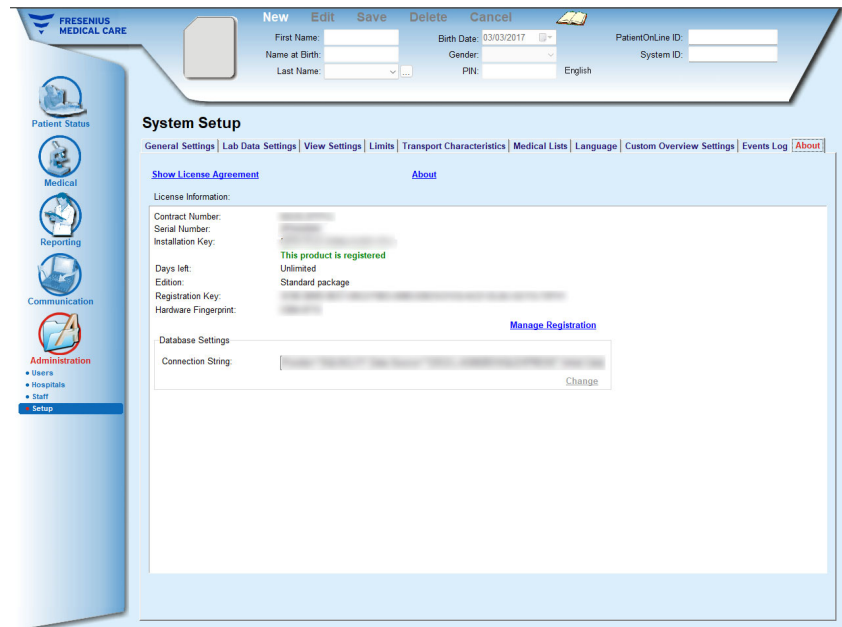 FRESENIUS
MEDICAL CARE
New Edit Save Delete Cancel
First Name: Birth Date: 03/03/2017 PatientOnLine ID:
Name at Birth: Gender: System ID:
Last Name: ... PIN: English
Patient Status
Medical
Reporting
Communication
Administration
Users
Hospitals
Staff
Setup
System Setup
General Settings Lab Data Settings View Settings Limits Transport Characteristics Medical Lists Language Custom Overview Settings Events Log About
Show License Agreement About
License Information:
Contract Number:
Serial Number:
Installation Key:
This product is registered
Days left: Unlimited
Edition: Standard package
Registration Key:
Hardware Fingerprint:
Manage Registration
Database Settings
Connection String:
Change